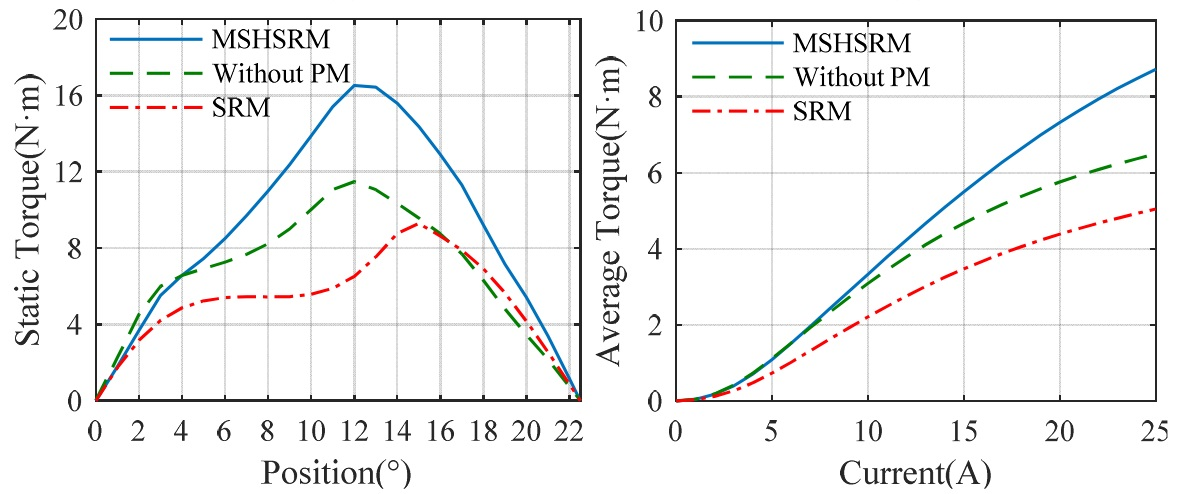 Static Torque(N·m)
20
16
12
8
4
0
MSHSRM
Without PM
SRM
0 2 4 6 8 10 12 14 16 18 20 22
Position(°)
Average Torque(N·m)
10
8
6
4
2
0
MSHSRM
Without PM
SRM
0 5 10 15 20 25
Current(A)